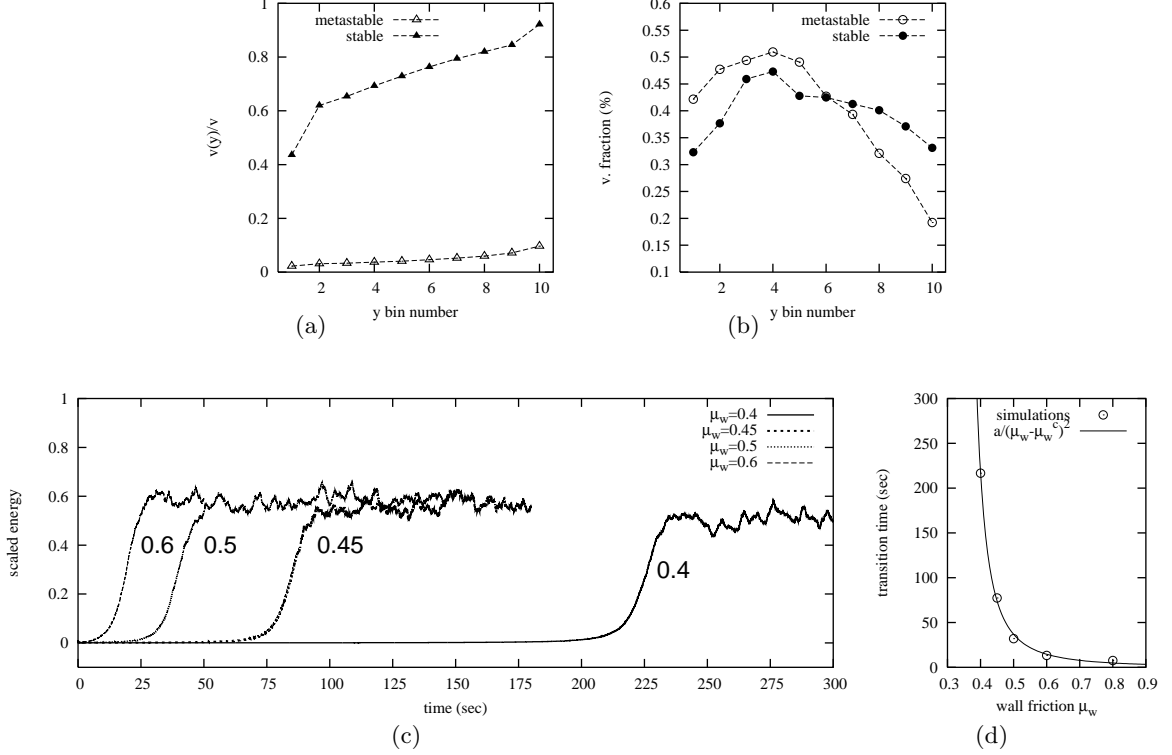 1
0.8
0.6
0.4
0.2
0
2
4
6
8
10
v(y)/v
y bin number
metastable
stable
(a)
0.6
0.55
0.5
0.45
0.4
0.35
0.3
0.25
0.2
0.15
0.1
2
4
6
8
10
v. fraction (%)
y bin number
metastable
stable
(b)
1
0.8
0.6
0.4
0.2
0
0
25
50
75
100
125
150
175
200
225
250
275
300
scaled energy
time (sec)
μw=0.4
μw=0.45
μw=0.5
μw=0.6
0.6
0.5
0.45
0.4
(c)
300
250
200
150
100
50
0
0.3
0.4
0.5
0.6
0.7
0.8
0.9
transition time (sec)
wall friction μw
simulations
a/(μw-μw^c)^2
(d)